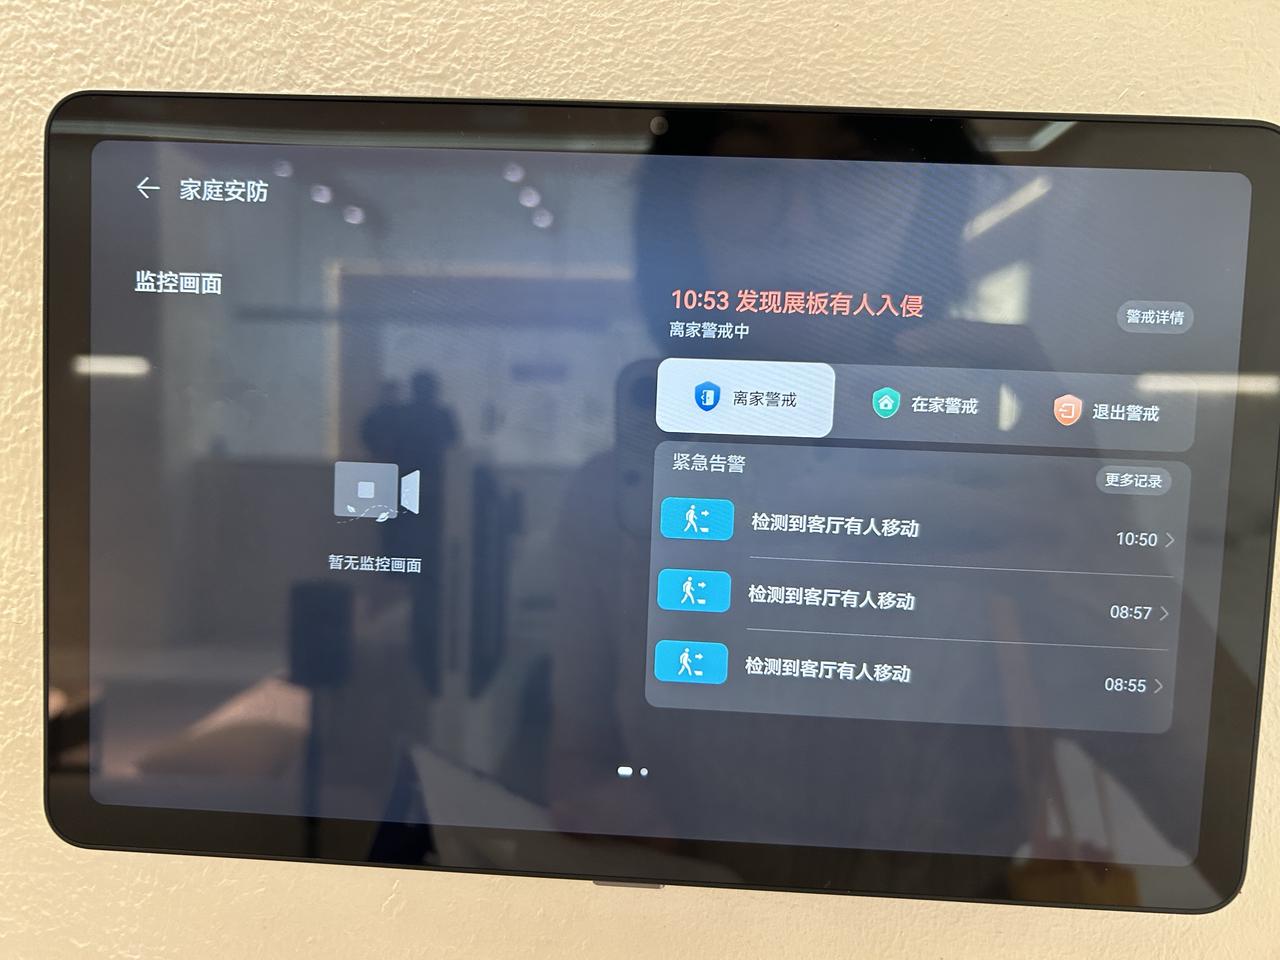 家庭安防
监控画面
暂无监控画面
10:53 发现展板有人入侵
离家警戒中
警戒详情
离家警戒
在家警戒
退出警戒
紧急告警
更多记录
检测到客厅有人移动
10:50
检测到客厅有人移动
08:57
检测到客厅有人移动
08:55